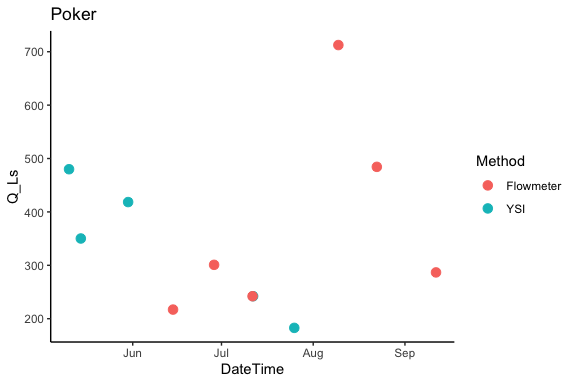 Poker
700
600
500
400
300
200
Q_Ls
Jun Jul Aug Sep
DateTime
Method
Flowmeter
YSI